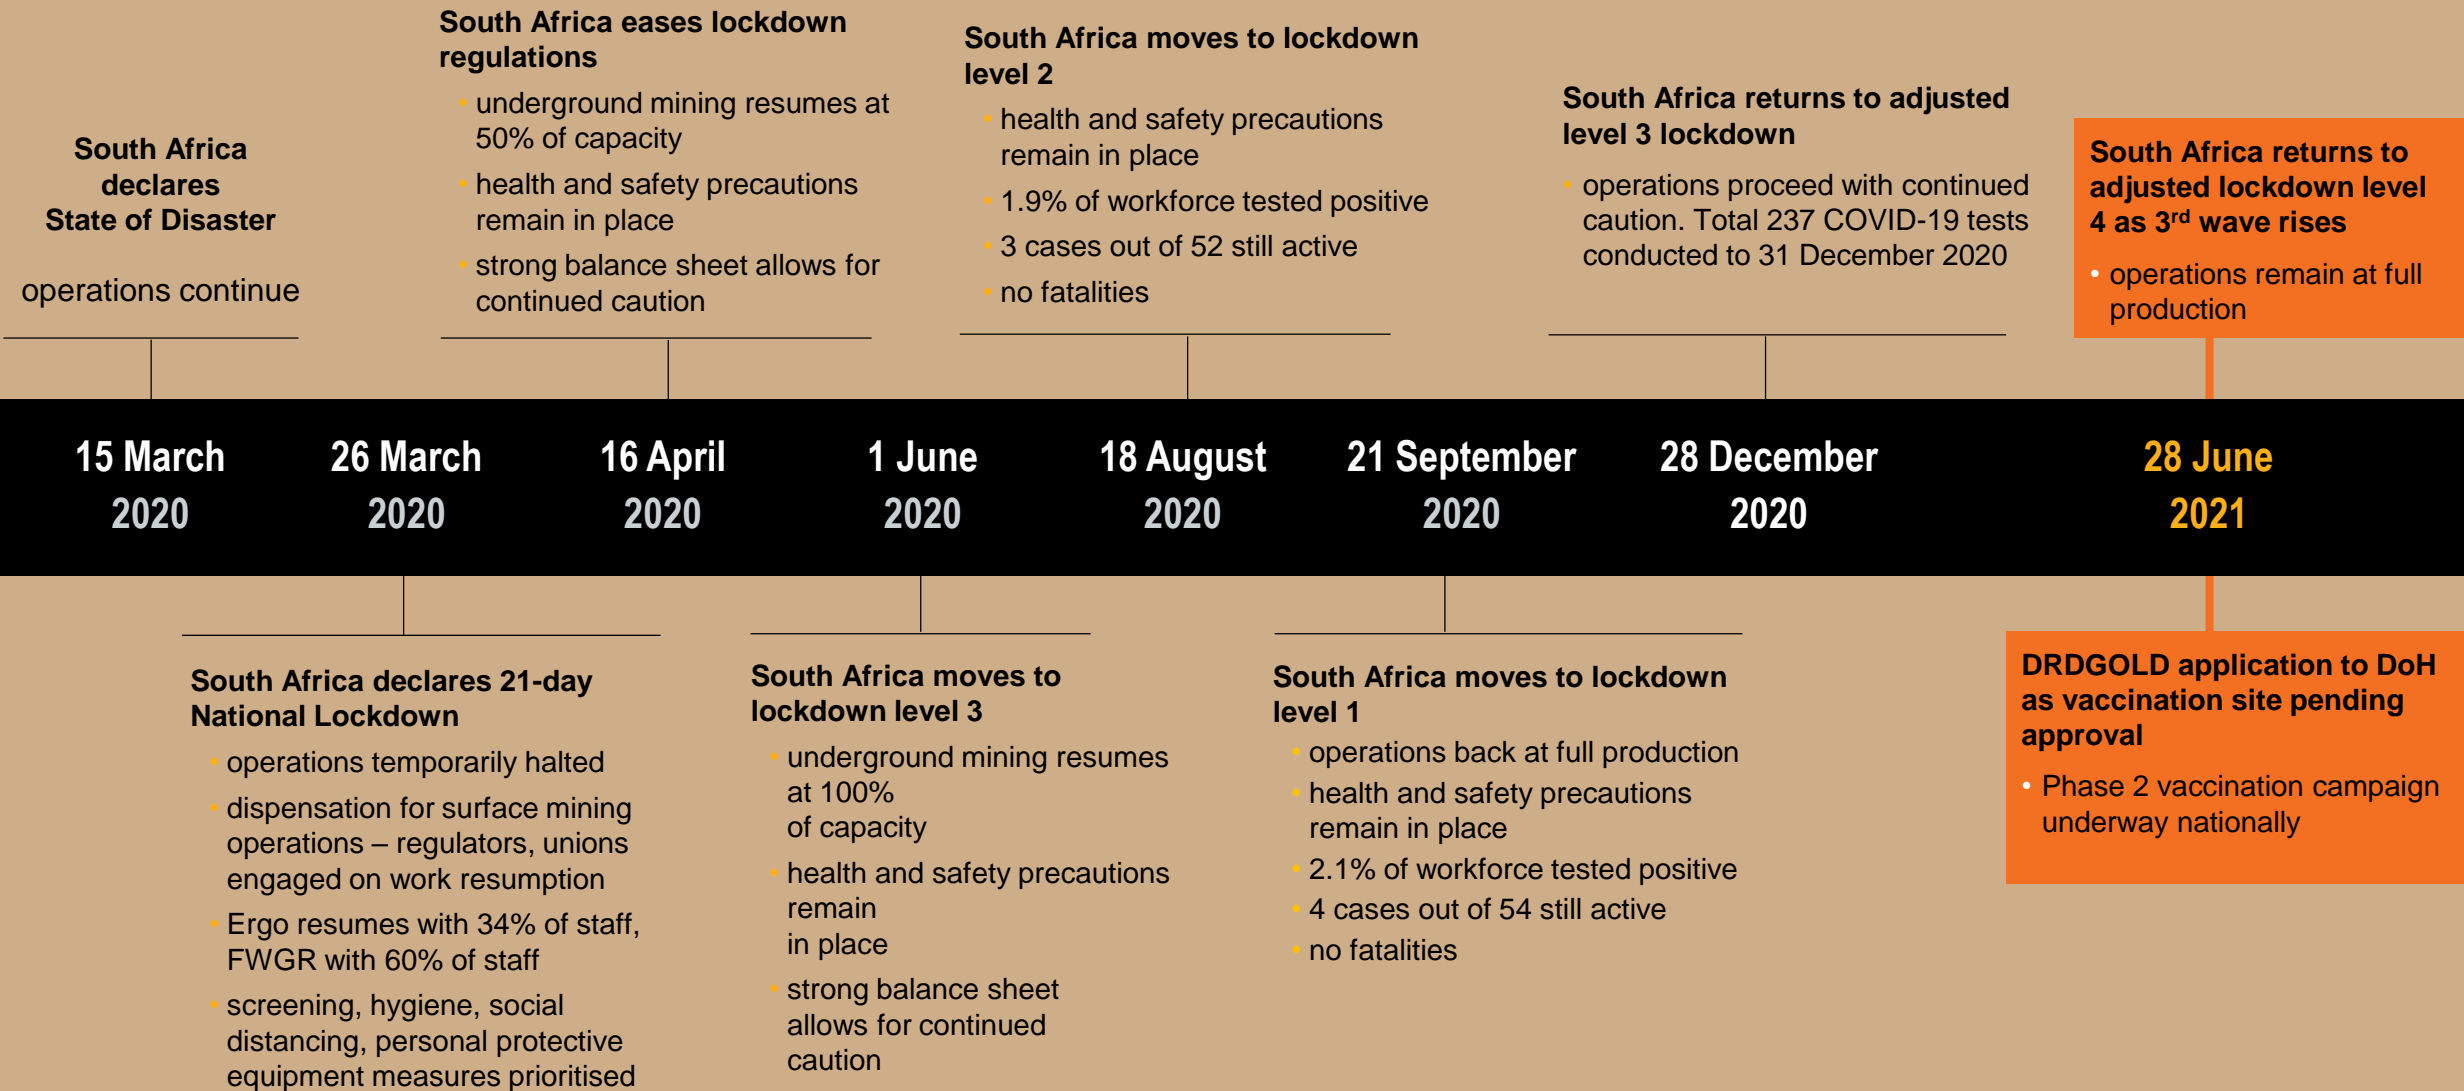 South Africa
declares
State of Disaster
operations continue
South Africa eases lockdown
regulations
• underground mining resumes at
50% of capacity
• health and safety precautions
remain in place
• strong balance sheet allows for
continued caution
South Africa moves to lockdown
level 2
• health and safety precautions
remain in place
• 1.9% of workforce tested positive
• 3 cases out of 52 still active
• no fatalities
South Africa returns to adjusted
level 3 lockdown
• operations proceed with continued
caution. Total 237 COVID-19 tests
conducted to 31 December 2020
South Africa returns to
adjusted lockdown level
4 as 3rd wave rises
• operations remain at full
production
15 March
2020
26 March
2020
16 April
2020
1 June
2020
18 August
2020
21 September
2020
28 December
2020
28 June
2021
South Africa declares 21-day
National Lockdown
• operations temporarily halted
• dispensation for surface mining
operations – regulators, unions
engaged on work resumption
• Ergo resumes with 34% of staff,
FWGR with 60% of staff
• screening, hygiene, social
distancing, personal protective
equipment measures prioritised
South Africa moves to
lockdown level 3
• underground mining resumes
at 100%
of capacity
• health and safety precautions
remain
in place
• strong balance sheet
allows for continued
caution
South Africa moves to lockdown
level 1
• operations back at full production
• health and safety precautions
remain in place
• 2.1% of workforce tested positive
• 4 cases out of 54 still active
• no fatalities
DRDGOLD application to DoH
as vaccination site pending
approval
• Phase 2 vaccination campaign
underway nationally